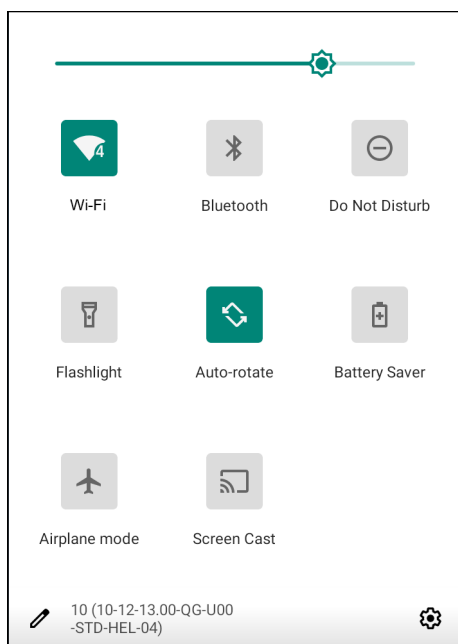 4
Wi-Fi
Bluetooth
Do Not Disturb
Flashlight
Auto-rotate
Battery Saver
Airplane mode
Screen Cast
10 (10-12-13.00-QG-U00
-STD-HEL-04)